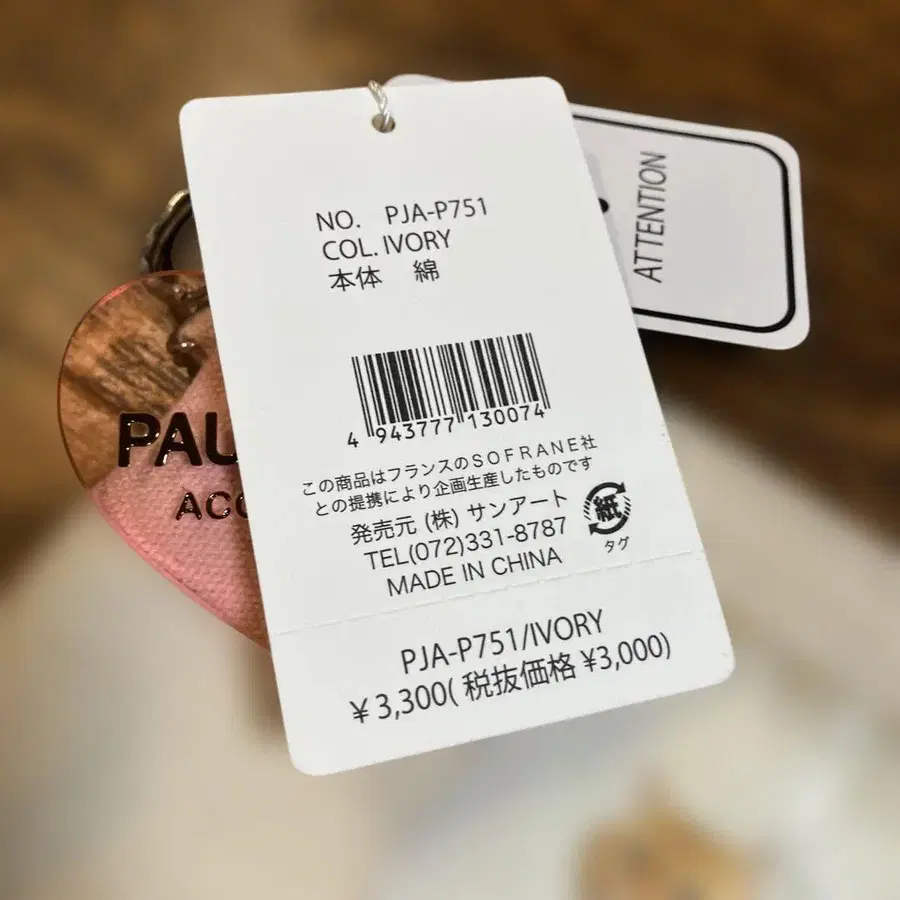 NO. PJA-P751
COL. IVORY
本体 綿
4 943777 130074
この商品はフランスのSOFRANE社
との提携により企画生産したものです
発売元 (株) サンアート
TEL(072)331-8787
MADE IN CHINA
紙
タグ
PJA-P751/IVORY
¥3,300(税抜価格 ¥3,000)
ATTENTION
PAU
ACC